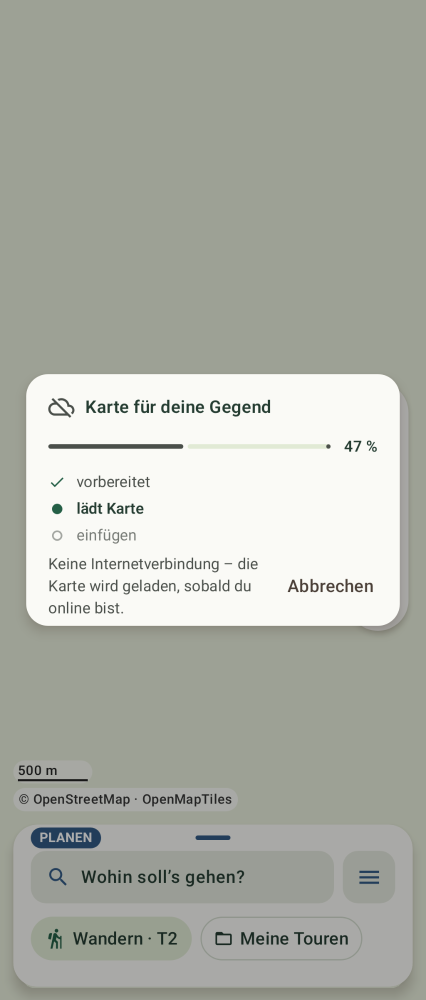 Karte für deine Gegend
47 %
vorbereitet
lädt Karte
einfügen
Keine Internetverbindung – die
Karte wird geladen, sobald du
online bist.
Abbrechen
500 m
© OpenStreetMap · OpenMapTiles
PLANEN
Wohin soll’s gehen?
Wandern · T2
Meine Touren